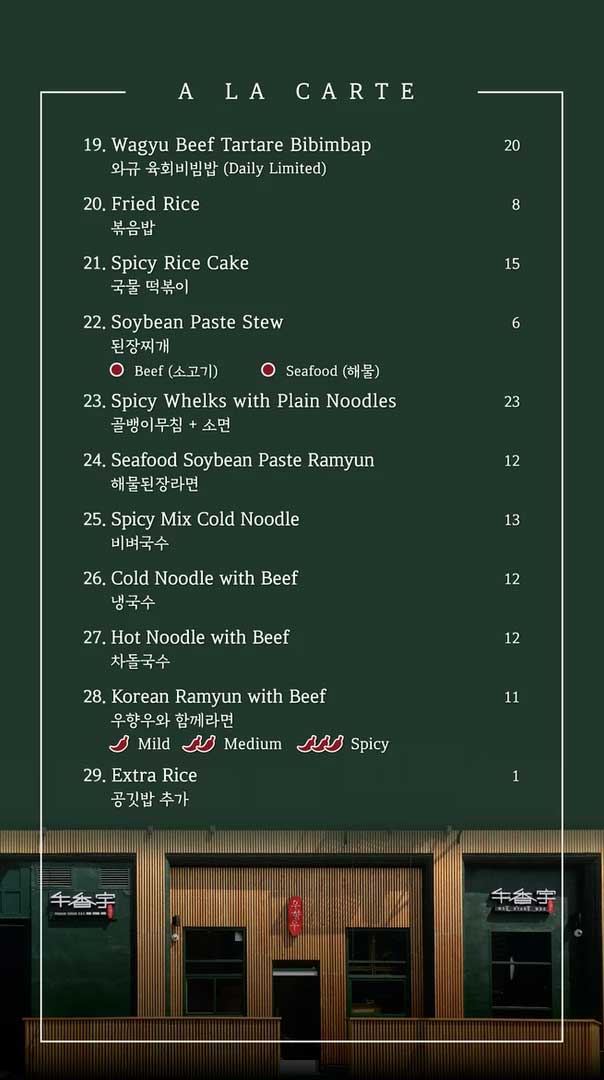 A LA CARTE
19. Wagyu Beef Tartare Bibimbap 20
와규 육회비빔밥 (Daily Limited)
20. Fried Rice 8
볶음밥
21. Spicy Rice Cake 15
국물 떡볶이
22. Soybean Paste Stew 6
된장찌개
Beef (소고기) Seafood (해물)
23. Spicy Whelks with Plain Noodles 23
골뱅이무침 + 소면
24. Seafood Soybean Paste Ramyun 12
해물된장라면
25. Spicy Mix Cold Noodle 13
비벼국수
26. Cold Noodle with Beef 12
냉국수
27. Hot Noodle with Beef 12
차돌국수
28. Korean Ramyun with Beef 11
우향우와 함께라면
Mild Medium Spicy
29. Extra Rice 1
공깃밥 추가
牛香宇
우향우
牛香宇